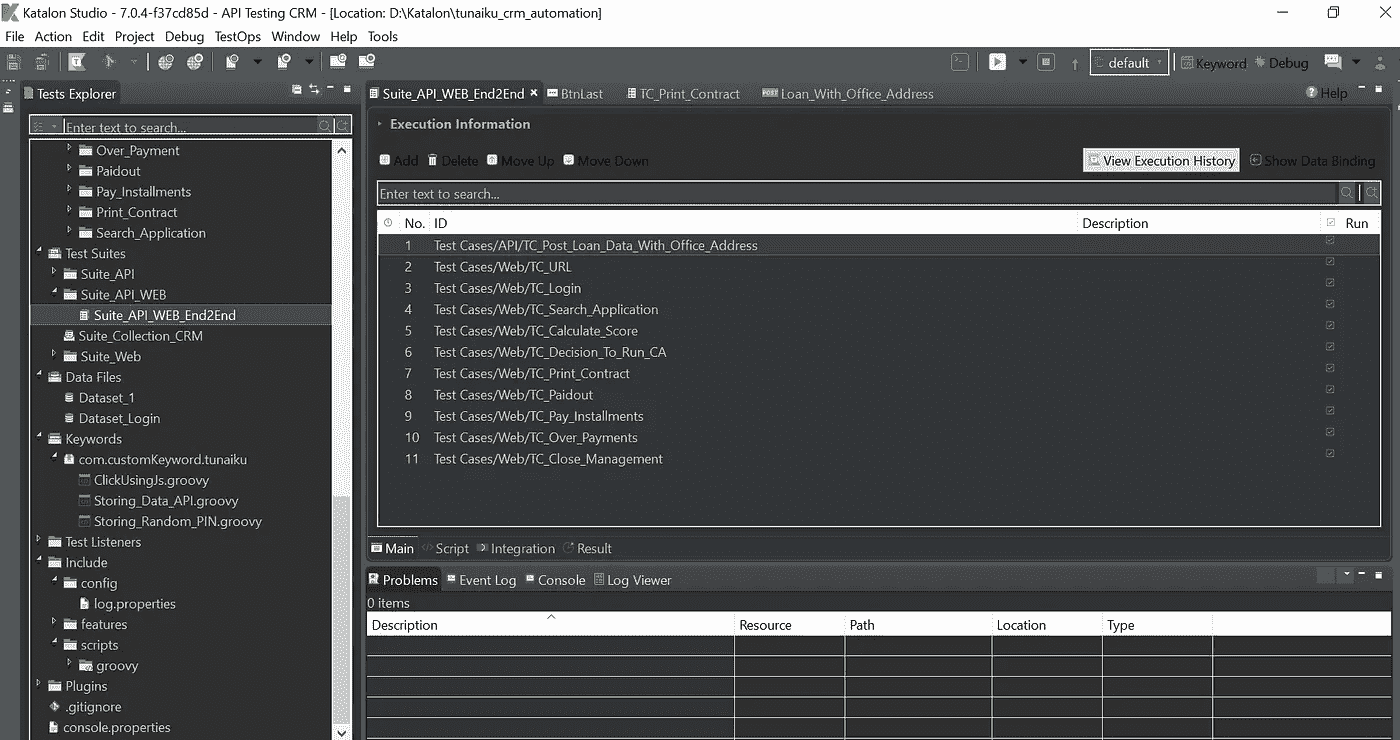 Katalon Studio - 7.0.4-f37cd85d - API Testing CRM - [Location: D:\Katalon\tunaiku_crm_automation]
File Action Edit Project Debug TestOps Window Help Tools
default Keyword Debug
Tests Explorer
Suite_API_WEB_End2End BtnLast TC_Print_Contract POST Loan_With_Office_Address Help
Enter text to search...
Over_Payment
Paidout
Pay_Installments
Print_Contract
Search_Application
Test Suites
Suite_API
Suite_API_WEB
Suite_API_WEB_End2End
Suite_Collection_CRM
Suite_Web
Data Files
Dataset_1
Dataset_Login
Keywords
com.customKeyword.tunaiku
ClickUsingJs.groovy
Storing_Data_API.groovy
Storing_Random_PIN.groovy
Test Listeners
Include
config
log.properties
features
scripts
groovy
Plugins
.gitignore
console.properties
Execution Information
Add Delete Move Up Move Down View Execution History Show Data Binding
Enter text to search...
No. ID Description Run
1 Test Cases/API/TC_Post_Loan_Data_With_Office_Address
2 Test Cases/Web/TC_URL
3 Test Cases/Web/TC_Login
4 Test Cases/Web/TC_Search_Application
5 Test Cases/Web/TC_Calculate_Score
6 Test Cases/Web/TC_Decision_To_Run_CA
7 Test Cases/Web/TC_Print_Contract
8 Test Cases/Web/TC_Paidout
9 Test Cases/Web/TC_Pay_Installments
10 Test Cases/Web/TC_Over_Payments
11 Test Cases/Web/TC_Close_Management
Main Script Integration Result
Problems Event Log Console Log Viewer
0 items
Description Resource Path Location Type